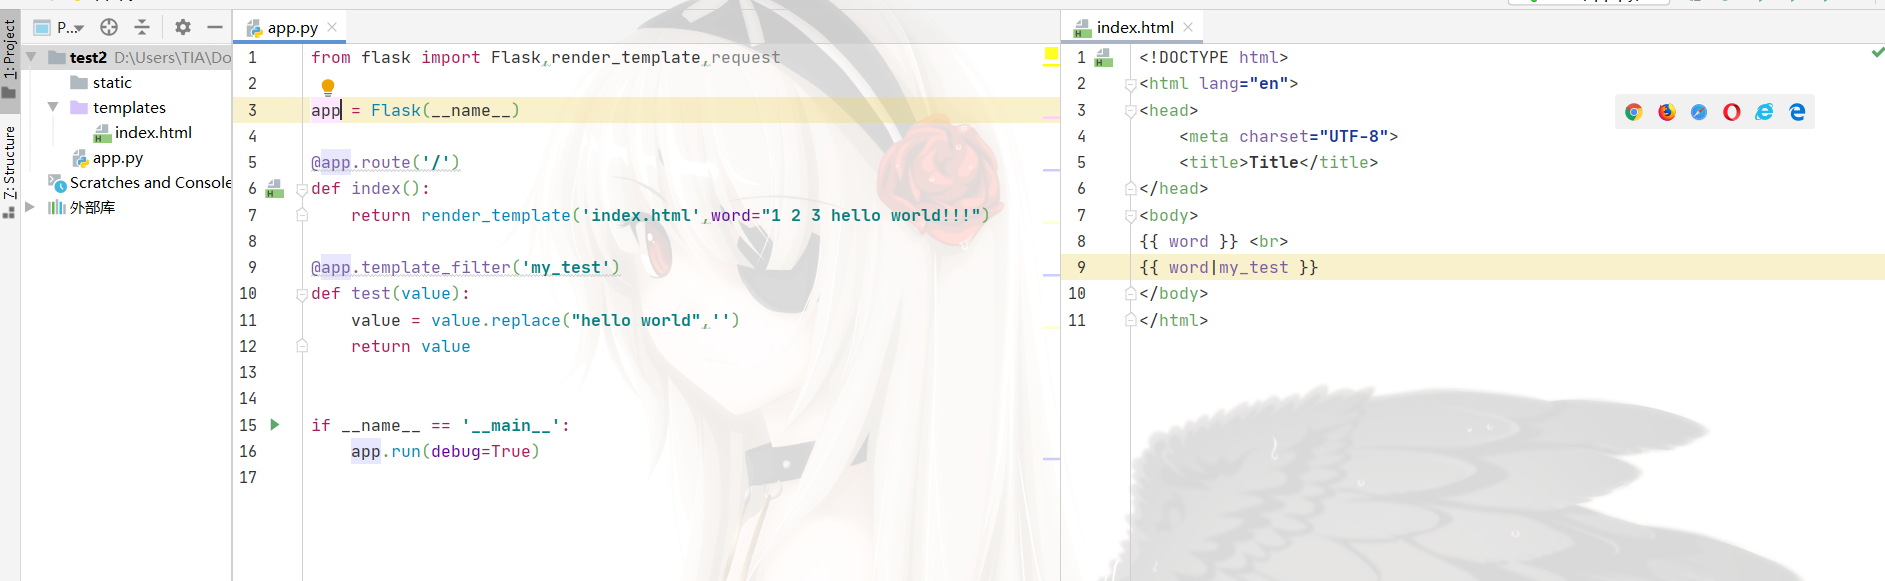 1: Project
Z: Structure
P...
test2 D:\Users\TIA\Do
static
templates
index.html
app.py
Scratches and Console
外部库
app.py
1 from flask import Flask,render_template,request
2
3 app = Flask(__name__)
4
5 @app.route('/')
6 def index():
7 return render_template('index.html',word="1 2 3 hello world!!!")
8
9 @app.template_filter('my_test')
10 def test(value):
11 value = value.replace("hello world",'')
12 return value
13
14
15 if __name__ == '__main__':
16 app.run(debug=True)
17
index.html
1 <!DOCTYPE html>
2 <html lang="en">
3 <head>
4 <meta charset="UTF-8">
5 <title>Title</title>
6 </head>
7 <body>
8 {{ word }} <br>
9 {{ word|my_test }}
10 </body>
11 </html>